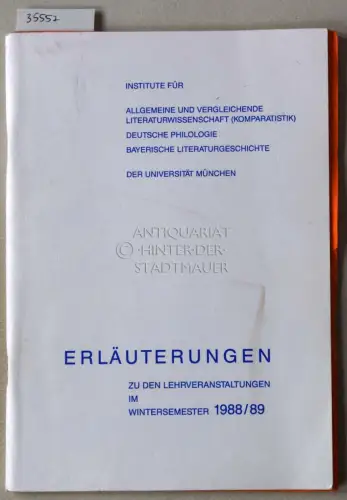 35552
INSTITUTE FÜR
ALLGEMEINE UND VERGLEICHENDE
LITERATURWISSENSCHAFT (KOMPARATISTIK)
DEUTSCHE PHILOLOGIE
BAYERISCHE LITERATURGESCHICHTE
DER UNIVERSITÄT MÜNCHEN
ANTIQUARIAT
© ·HINTER·DER·
STADTMAUER
ERLÄUTERUNGEN
ZU DEN LEHRVERANSTALTUNGEN
IM
WINTERSEMESTER 1988/89